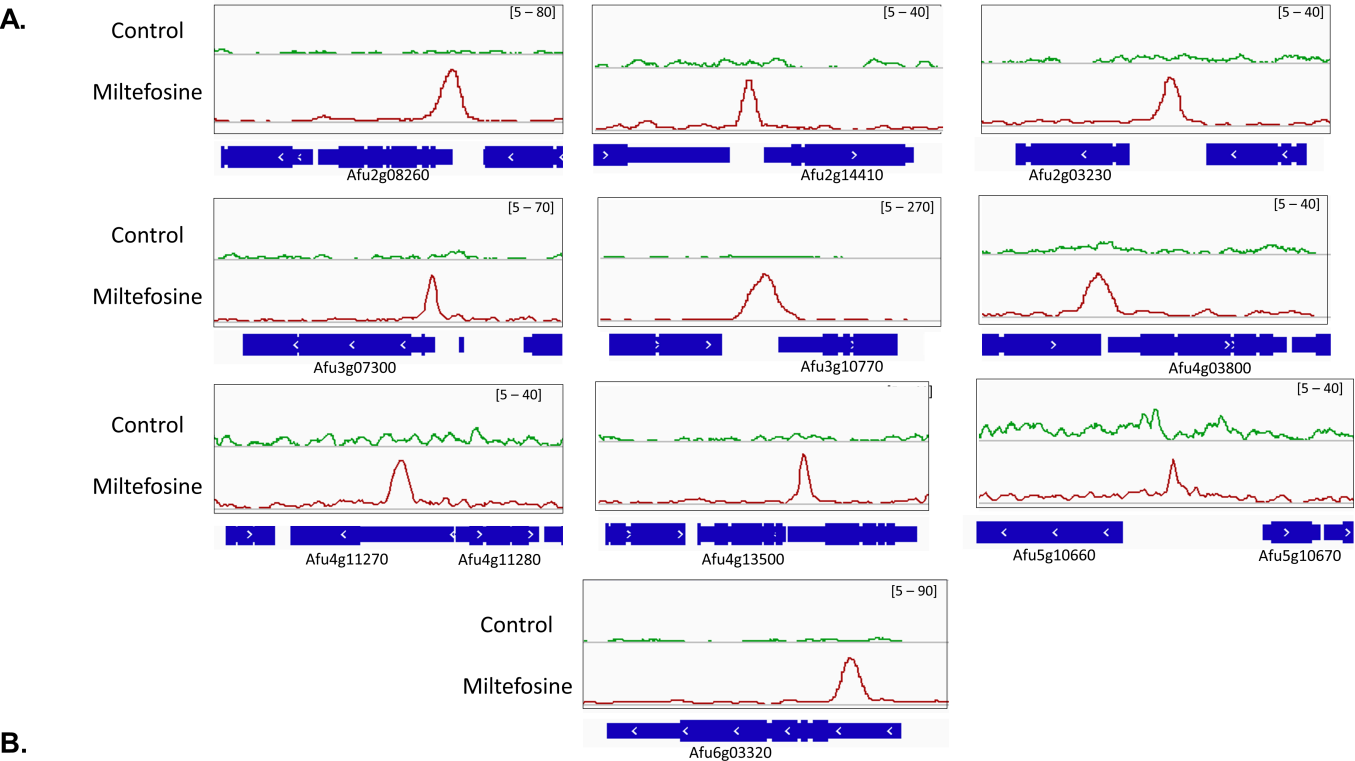 A.
Control
Miltefosine
[5 – 80]
[5 – 40]
[5 – 40]
Afu2g08260
Afu2g14410
Afu2g03230
Control
Miltefosine
[5 – 70]
[5 – 270]
[5 – 40]
Afu3g07300
Afu3g10770
Afu4g03800
Control
Miltefosine
[5 – 40]
[5 – 40]
Afu4g11270
Afu4g11280
Afu4g13500
Afu5g10660
Afu5g10670
Control
Miltefosine
[5 – 90]
Afu6g03320
B.